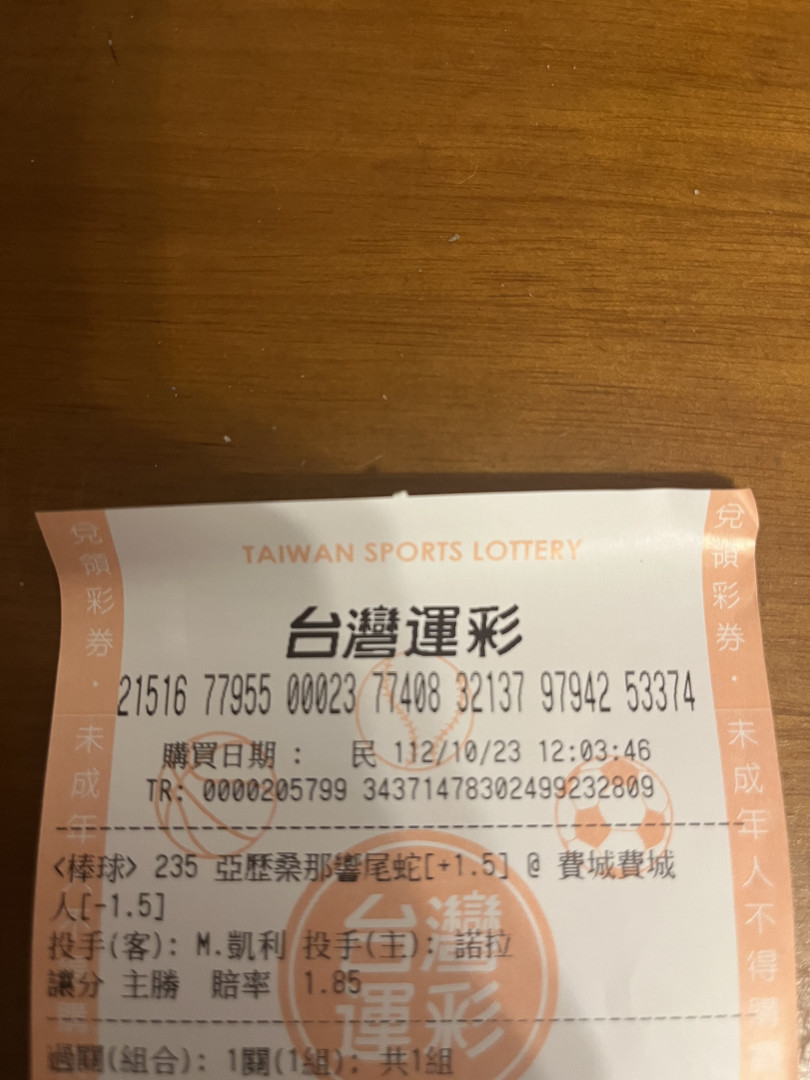 TAIWAN SPORTS LOTTERY
台灣運彩
21516 77955 00023 77408 32137 97942 53374
購買日期： 民 112/10/23 12:03:46
TR: 0000205799 34371478302499232809
<棒球> 235 亞歷桑那響尾蛇[+1.5] @ 費城費城
人[-1.5]
投手(客): M.凱利 投手(主): 諾拉
讓分 主勝 賠率 1.85
過關(組合): 1關(1組): 共1組
台灣
運彩
兌領彩券・未成年人
兌領彩券・未成年人不得購